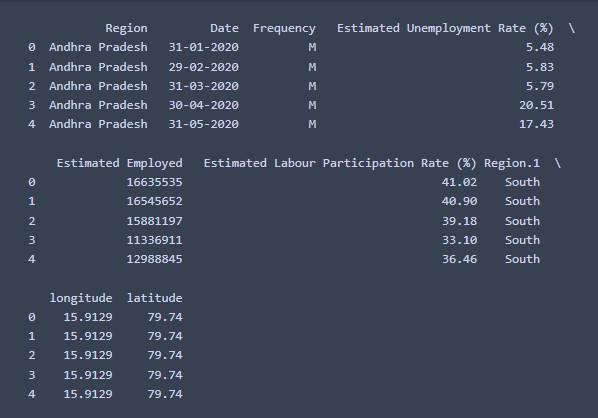 Region Date Frequency Estimated Unemployment Rate (%) \
0 Andhra Pradesh 31-01-2020 M 5.48
1 Andhra Pradesh 29-02-2020 M 5.83
2 Andhra Pradesh 31-03-2020 M 5.79
3 Andhra Pradesh 30-04-2020 M 20.51
4 Andhra Pradesh 31-05-2020 M 17.43
Estimated Employed Estimated Labour Participation Rate (%) Region.1 \
0 16635535 41.02 South
1 16545652 40.90 South
2 15881197 39.18 South
3 11336911 33.10 South
4 12988845 36.46 South
longitude latitude
0 15.9129 79.74
1 15.9129 79.74
2 15.9129 79.74
3 15.9129 79.74
4 15.9129 79.74